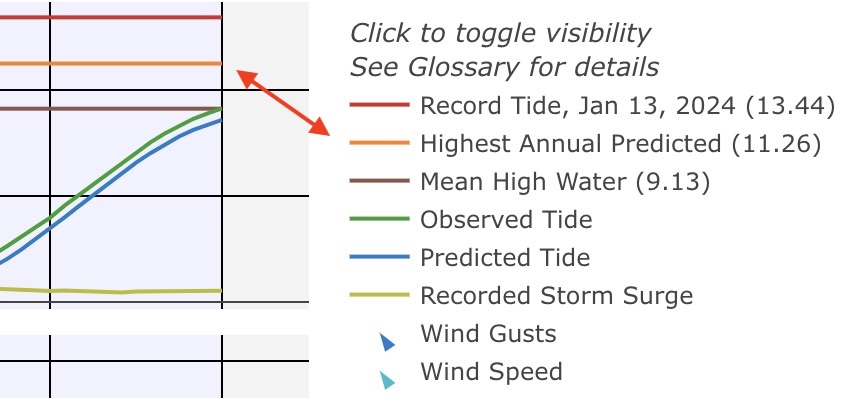 Click to toggle visibility
See Glossary for details
Record Tide, Jan 13, 2024 (13.44)
Highest Annual Predicted (11.26)
Mean High Water (9.13)
Observed Tide
Predicted Tide
Recorded Storm Surge
Wind Gusts
Wind Speed